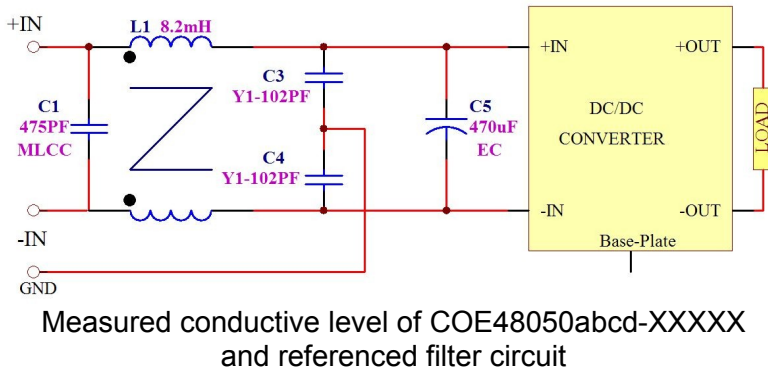 +IN
L1 8.2mH
C1
475PF
MLCC
C3
Y1-102PF
C4
Y1-102PF
C5
470uF
EC
-IN
GND
+IN
+OUT
DC/DC
CONVERTER
-IN
-OUT
Base-Plate
LOAD
Measured conductive level of COE48050abcd-XXXXX
and referenced filter circuit